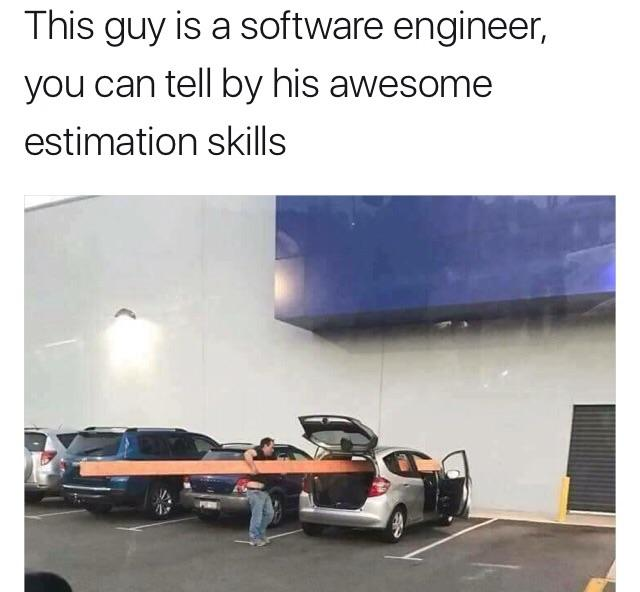 This guy is a software engineer,
you can tell by his awesome
estimation skills